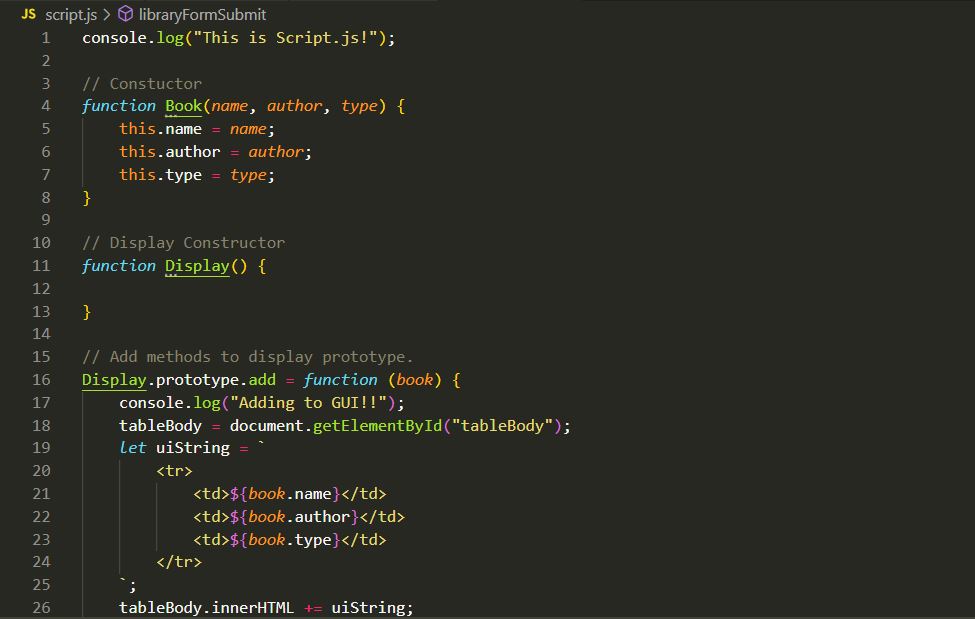 JS script.js > libraryFormSubmit
1 console.log("This is Script.js!");
2
3 // Constuctor
4 function Book(name, author, type) {
5     this.name = name;
6     this.author = author;
7     this.type = type;
8 }
9
10 // Display Constructor
11 function Display() {
12
13 }
14
15 // Add methods to display prototype.
16 Display.prototype.add = function (book) {
17     console.log("Adding to GUI!!");
18     tableBody = document.getElementById("tableBody");
19     let uiString = `
20         <tr>
21             <td>${book.name}</td>
22             <td>${book.author}</td>
23             <td>${book.type}</td>
24         </tr>
25     `;
26     tableBody.innerHTML += uiString;